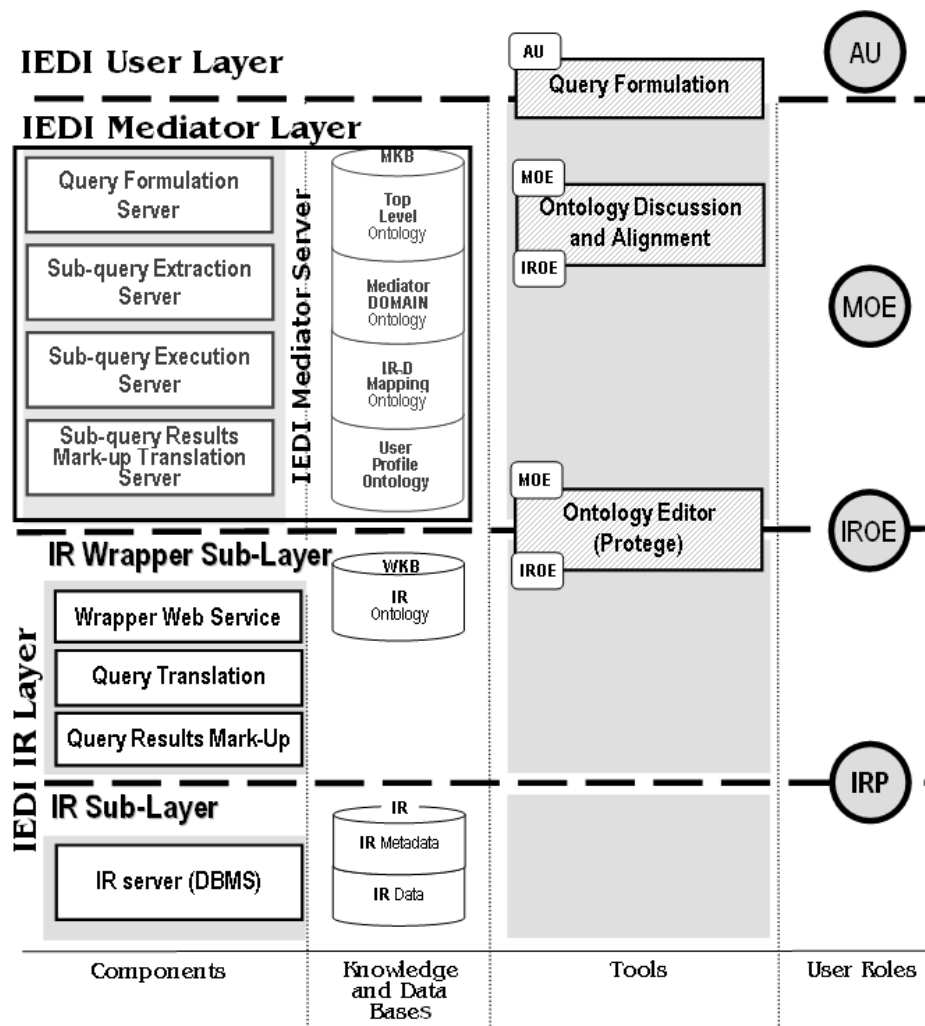 IEDI User Layer
AU
Query Formulation
AU
IEDI Mediator Layer
Query Formulation
Server
Sub-query Extraction
Server
Sub-query Execution
Server
Sub-query Results
Mark-up Translation
Server
IEDI Mediator Server
MKB
Top
Level
Ontology
Mediator
DOMAIN
Ontology
IR-D
Mapping
Ontology
User
Profile
Ontology
MOE
Ontology Discussion
and Alignment
IROE
MOE
MOE
Ontology Editor
(Protege)
IROE
IROE
IEDI IR Layer
IR Wrapper Sub-Layer
Wrapper Web Service
Query Translation
Query Results Mark-Up
WKB
IR
Ontology
IRP
IR Sub-Layer
IR server (DBMS)
IR
IR Metadata
IR Data
Components
Knowledge
and Data
Bases
Tools
User Roles